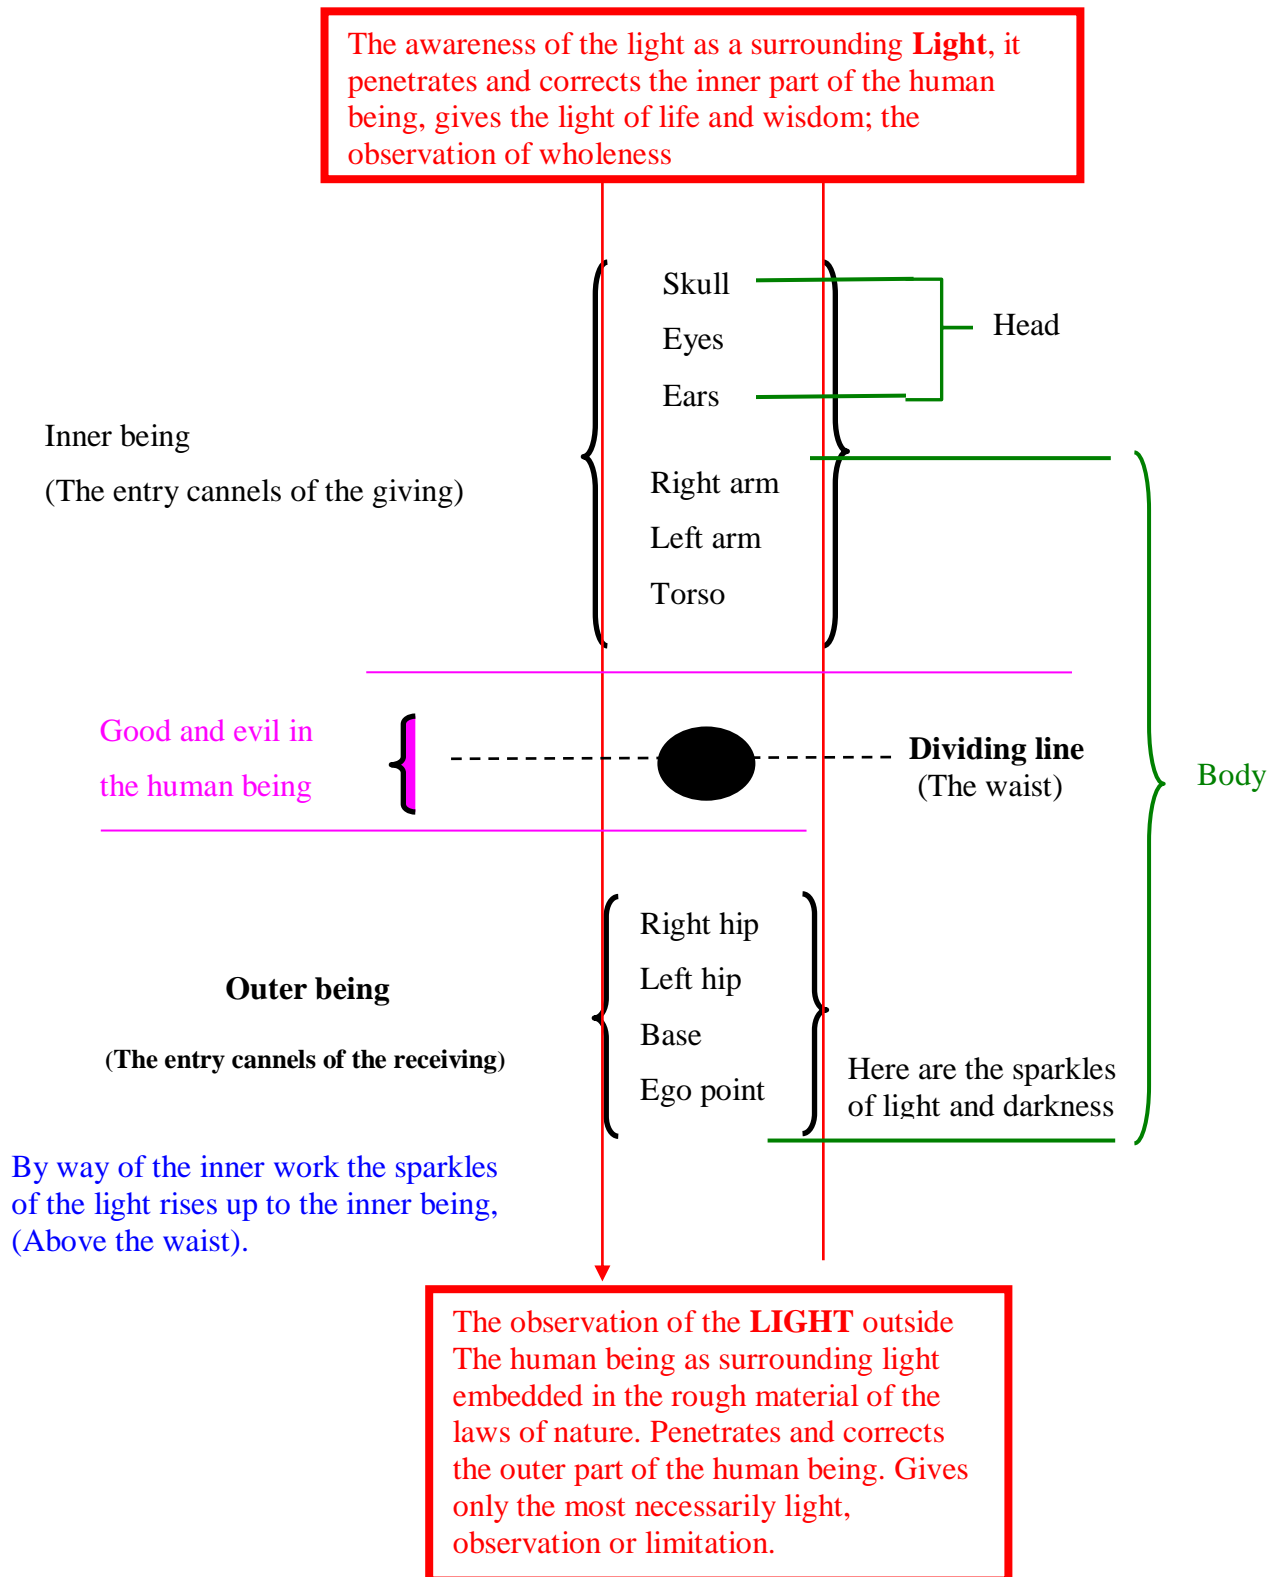 The awareness of the light as a surrounding Light, it
penetrates and corrects the inner part of the human
being, gives the light of life and wisdom; the
observation of wholeness
Skull
Eyes
Ears
Head
Inner being
(The entry cannels of the giving)
Right arm
Left arm
Torso
Good and evil in
the human being
Dividing line
(The waist)
Body
Right hip
Left hip
Base
Ego point
Outer being
(The entry cannels of the receiving)
Here are the sparkles
of light and darkness
By way of the inner work the sparkles
of the light rises up to the inner being,
(Above the waist).
The observation of the LIGHT outside
The human being as surrounding light
embedded in the rough material of the
laws of nature. Penetrates and corrects
the outer part of the human being. Gives
only the most necessarily light,
observation or limitation.